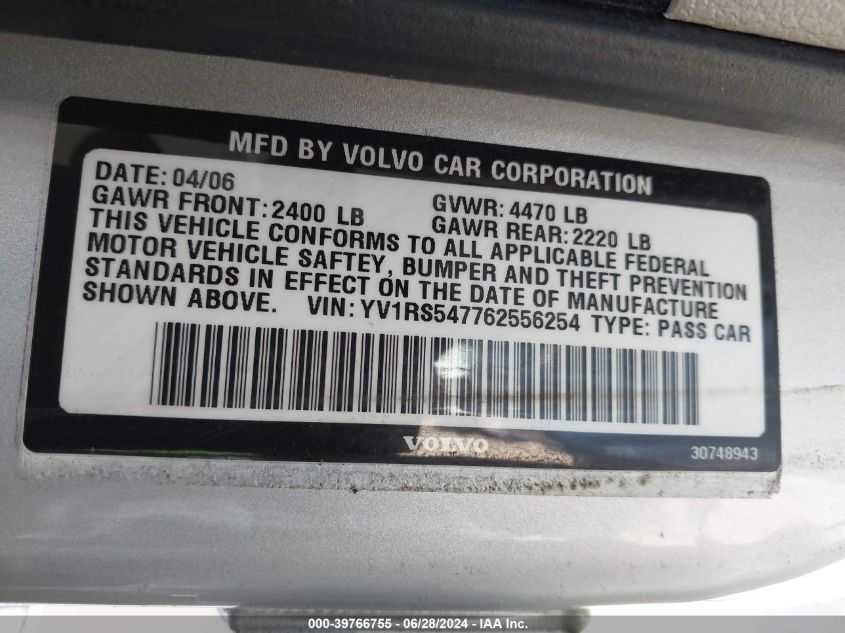 MFD BY VOLVO CAR CORPORATION
DATE: 04/06
GAWR FRONT: 2400 LB GVWR: 4470 LB
GAWR REAR: 2220 LB
THIS VEHICLE CONFORMS TO ALL APPLICABLE FEDERAL
MOTOR VEHICLE SAFTEY, BUMPER AND THEFT PREVENTION
STANDARDS IN EFFECT ON THE DATE OF MANUFACTURE
SHOWN ABOVE. VIN: YV1RS547762556254 TYPE: PASS CAR
VOLVO
30748943
000-39766755 - 06/28/2024 - IAA Inc.